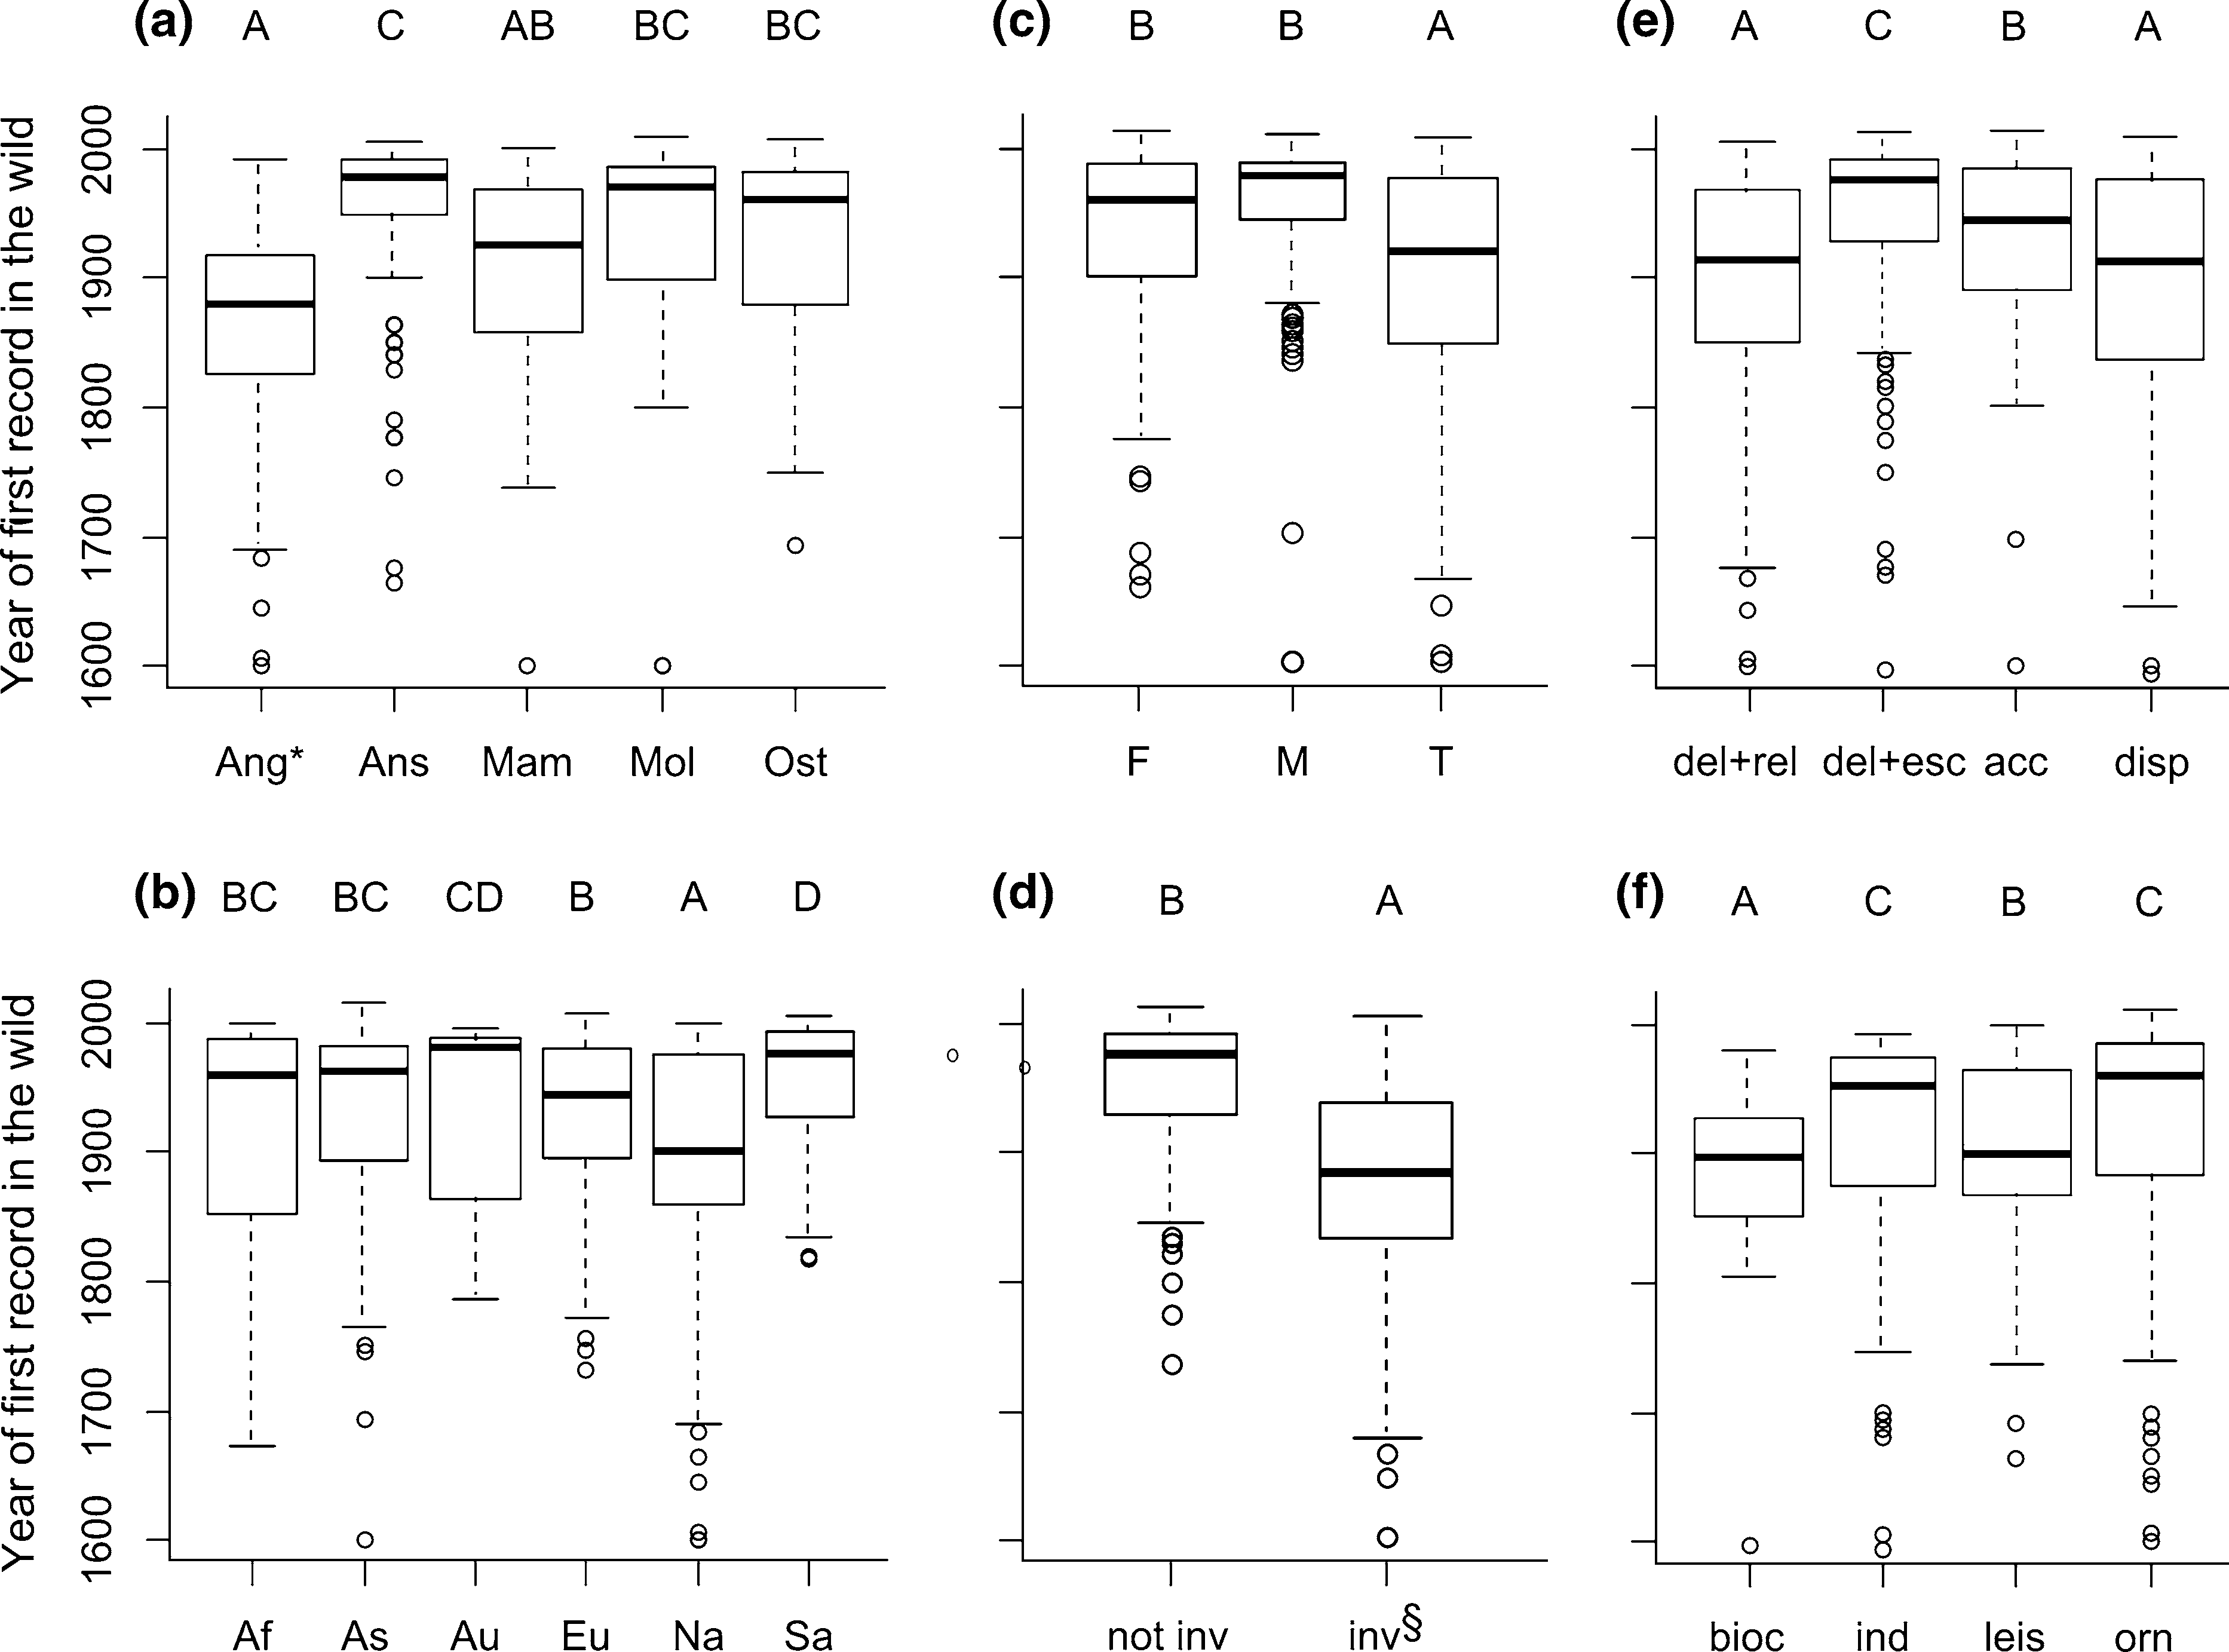 (a) A C AB BC BC
Year of first record in the wild
2000
1900
1800
1700
1600
Ang* Ans Mam Mol Ost
(c) B B A
F M T
(e) A C B A
del+rel del+esc acc disp
(b) BC BC CD B A D
Year of first record in the wild
2000
1900
1800
1700
1600
Af As Au Eu Na Sa
(d) B A
not inv inv§
(f) A C B C
bioc ind leis orn